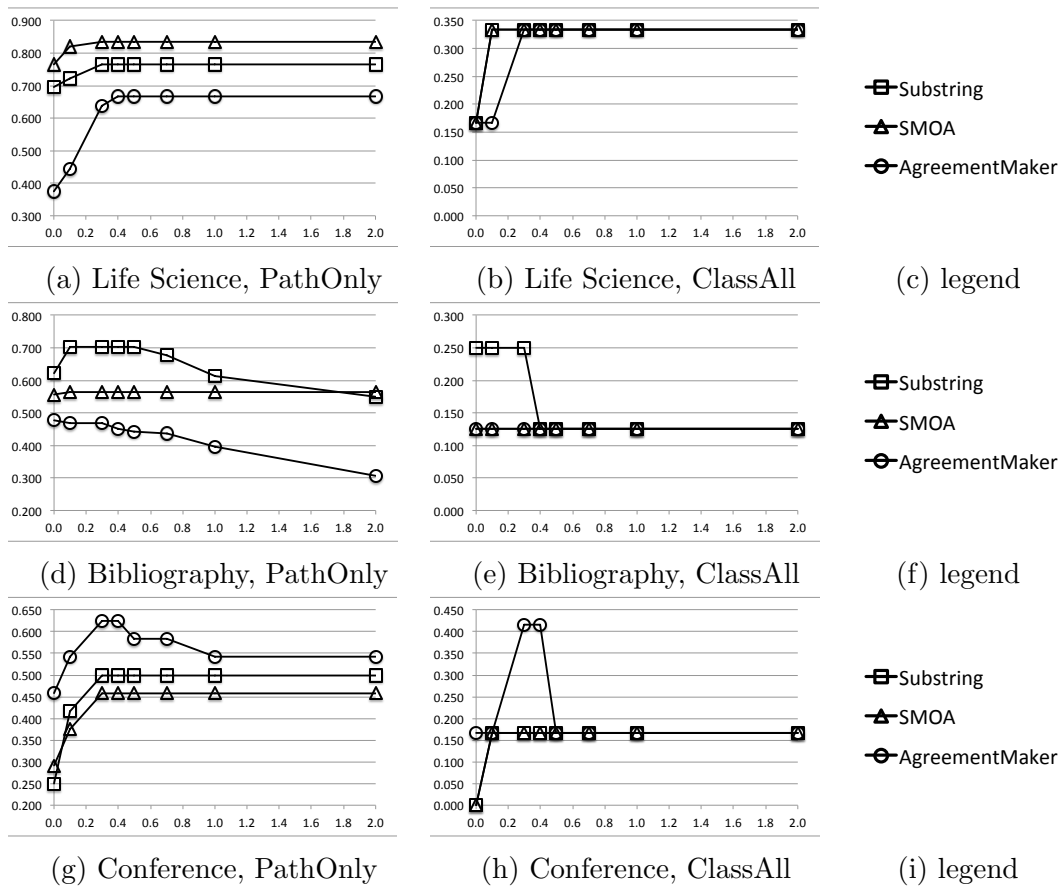 0.900
0.800
0.700
0.600
0.500
0.400
0.300
0.0 0.2 0.4 0.6 0.8 1.0 1.2 1.4 1.6 1.8 2.0
0.350
0.300
0.250
0.200
0.150
0.100
0.050
0.000
0.0 0.2 0.4 0.6 0.8 1.0 1.2 1.4 1.6 1.8 2.0
Substring
SMOA
AgreementMaker
(a) Life Science, PathOnly
(b) Life Science, ClassAll
(c) legend
0.800
0.700
0.600
0.500
0.400
0.300
0.200
0.0 0.2 0.4 0.6 0.8 1.0 1.2 1.4 1.6 1.8 2.0
0.300
0.250
0.200
0.150
0.100
0.050
0.000
0.0 0.2 0.4 0.6 0.8 1.0 1.2 1.4 1.6 1.8 2.0
Substring
SMOA
AgreementMaker
(d) Bibliography, PathOnly
(e) Bibliography, ClassAll
(f) legend
0.650
0.600
0.550
0.500
0.450
0.400
0.350
0.300
0.250
0.200
0.0 0.2 0.4 0.6 0.8 1.0 1.2 1.4 1.6 1.8 2.0
0.450
0.400
0.350
0.300
0.250
0.200
0.150
0.100
0.050
0.000
0.0 0.2 0.4 0.6 0.8 1.0 1.2 1.4 1.6 1.8 2.0
Substring
SMOA
AgreementMaker
(g) Conference, PathOnly
(h) Conference, ClassAll
(i) legend